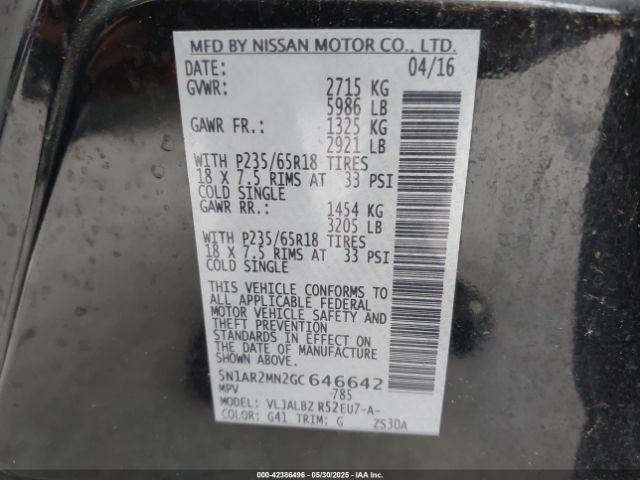 MFD BY NISSAN MOTOR CO., LTD.
DATE: 04/16
GVWR: 2715 KG
5986 LB
GAWR FR.: 1325 KG
2921 LB
WITH P235/65R18 TIRES
18 X 7.5 RIMS AT 33 PSI
COLD SINGLE
GAWR RR.: 1454 KG
3205 LB
WITH P235/65R18 TIRES
18 X 7.5 RIMS AT 33 PSI
COLD SINGLE
THIS VEHICLE CONFORMS TO
ALL APPLICABLE FEDERAL
MOTOR VEHICLE SAFETY AND
THEFT PREVENTION
STANDARDS IN EFFECT ON
THE DATE OF MANUFACTURE
SHOWN ABOVE.
5N1AR2MN2GC646642
MPV 785
MODEL: VLJALBZ R52EU7-A-
COLOR: G41 TRIM: G ZS30A
000-42386496 - 05/30/2025 - IAAI.COM